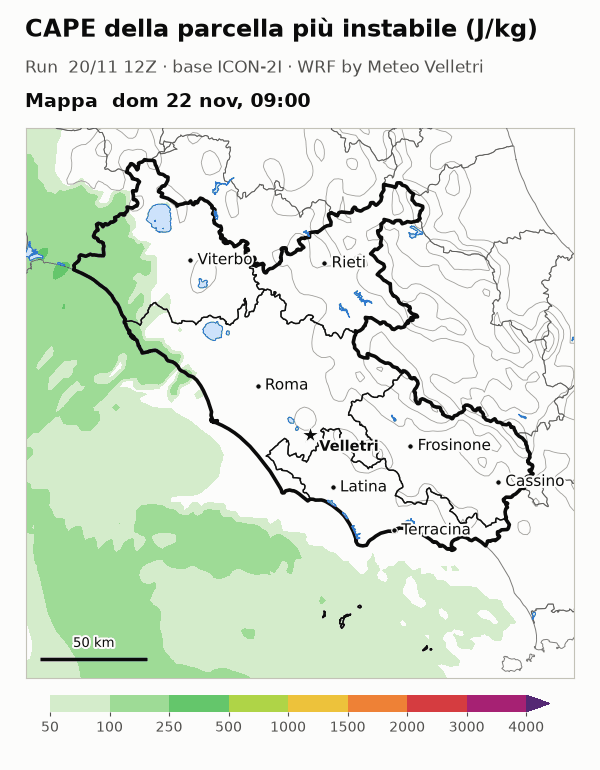 CAPE della parcella più instabile (J/kg)
Run  20/11 12Z · base ICON-2I · WRF by Meteo Velletri
Mappa  dom 22 nov, 09:00
Viterbo
Rieti
Roma
Velletri
Frosinone
Cassino
Latina
Terracina
50 km
50 100 250 500 1000 1500 2000 3000 4000